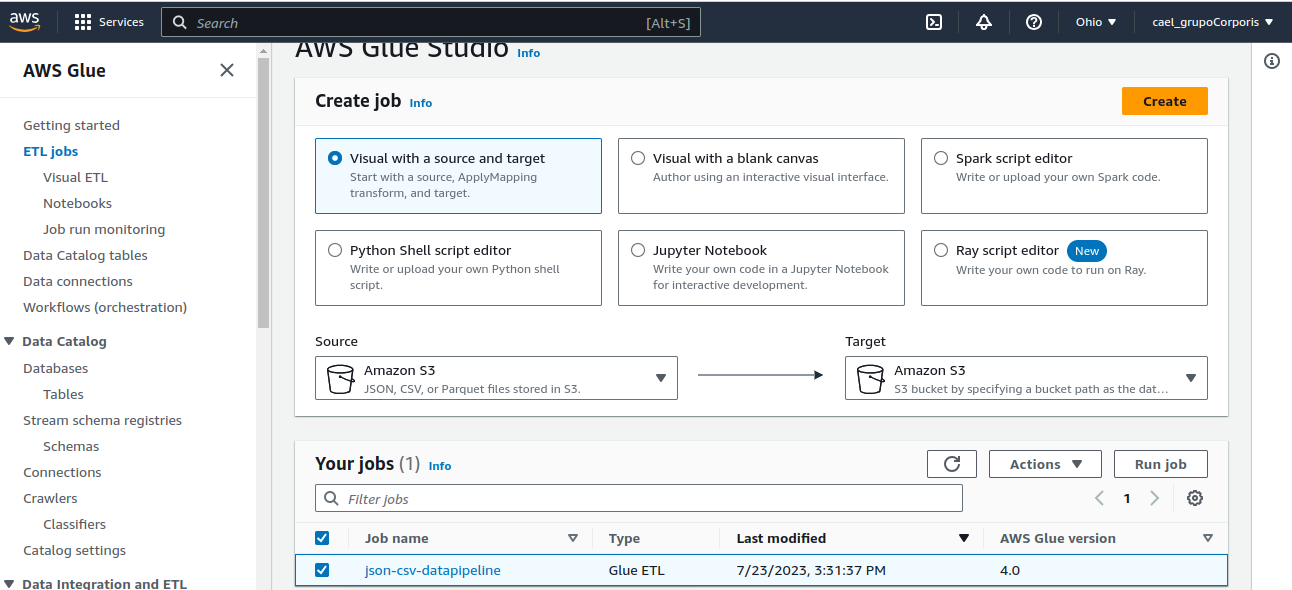 aws
Services
Search
[Alt+S]
Ohio
cael_grupoCorporis
AWS Glue
Getting started
ETL jobs
Visual ETL
Notebooks
Job run monitoring
Data Catalog tables
Data connections
Workflows (orchestration)
Data Catalog
Databases
Tables
Stream schema registries
Schemas
Connections
Crawlers
Classifiers
Catalog settings
Data Integration and ETL
AWS Glue Studio Info
Create job Info
Create
Visual with a source and target
Start with a source, ApplyMapping
transform, and target.
Visual with a blank canvas
Author using an interactive visual interface.
Spark script editor
Write or upload your own Spark code.
Python Shell script editor
Write or upload your own Python shell
script.
Jupyter Notebook
Write your own code in a Jupyter Notebook
for interactive development.
Ray script editor New
Write your own code to run on Ray.
Source
Amazon S3
JSON, CSV, or Parquet files stored in S3.
Target
Amazon S3
S3 bucket by specifying a bucket path as the dat…
Your jobs (1) Info
Actions
Run job
Filter jobs
1
Job name Type Last modified AWS Glue version
json-csv-datapipeline Glue ETL 7/23/2023, 3:31:37 PM 4.0